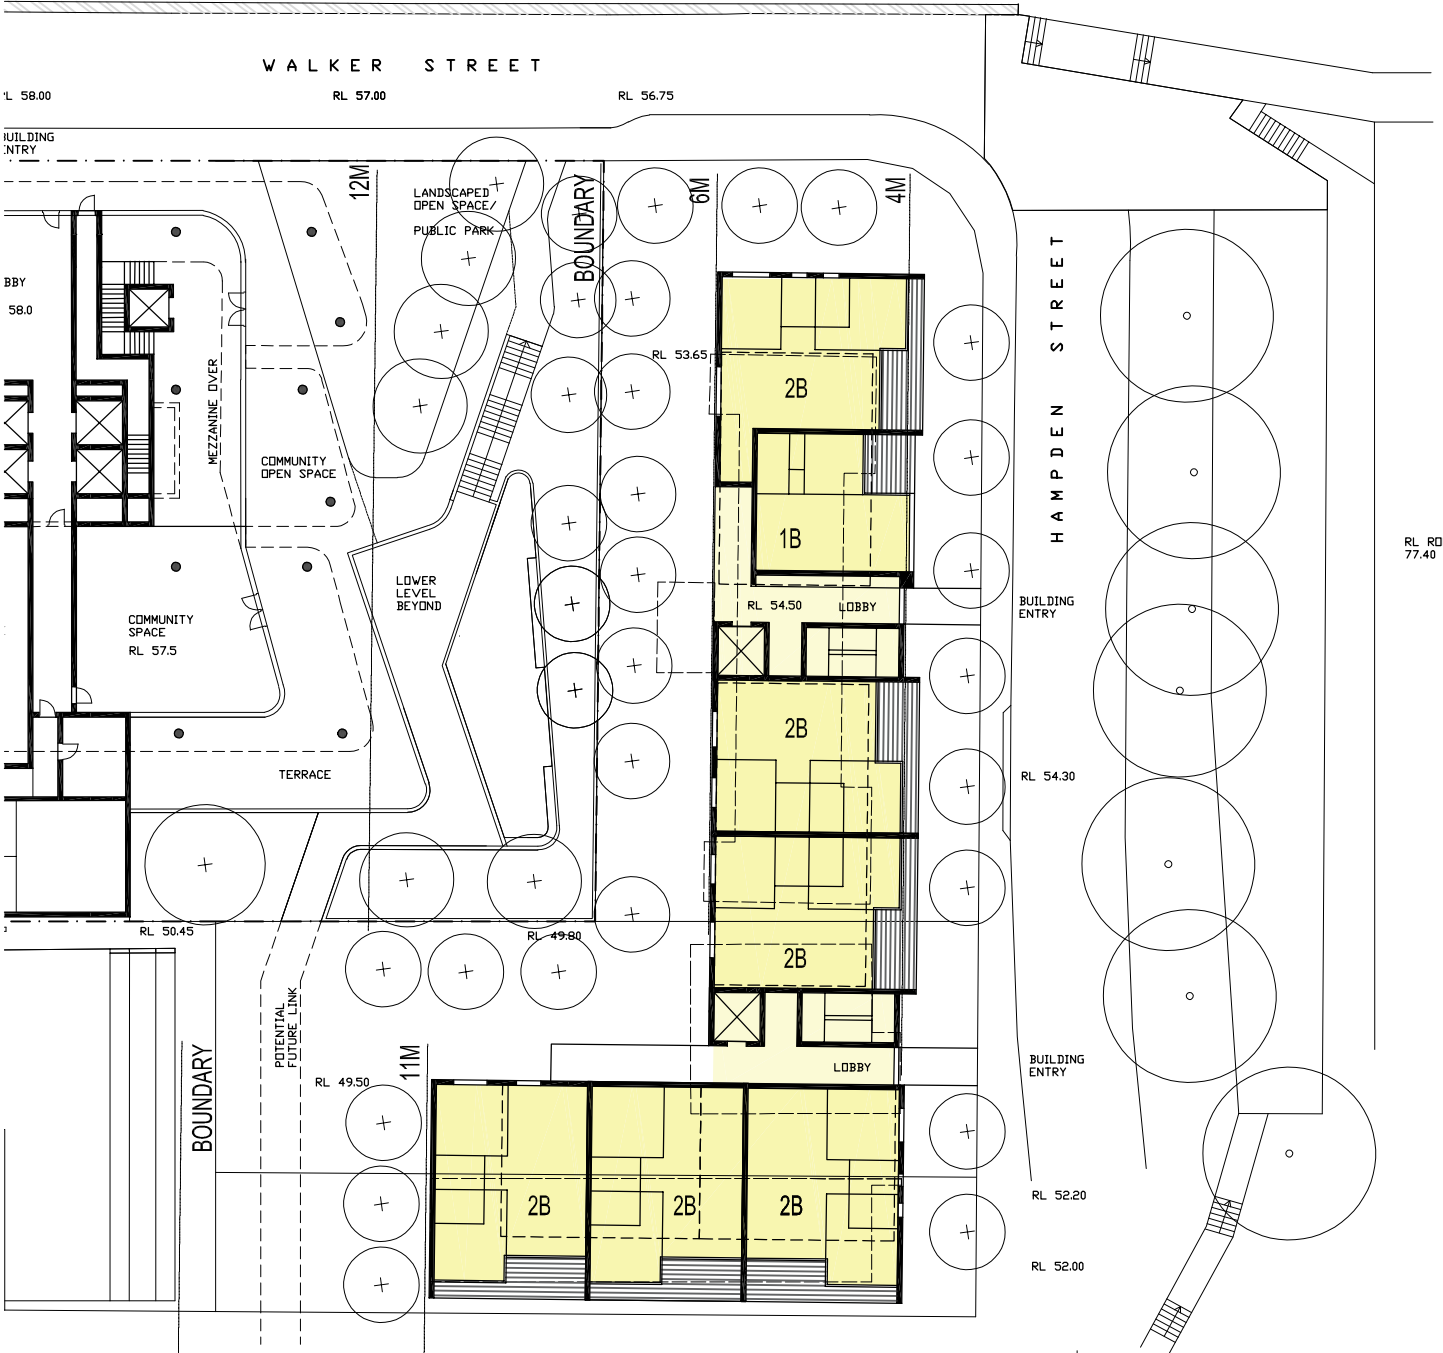 WALKER STREET
RL 58.00
RL 57.00
RL 56.75
BUILDING
ENTRY
12M
LANDSCAPED
OPEN SPACE/
PUBLIC PARK
BOUNDARY
6M
4M
HAMPDEN STREET
58.0
MEZZANINE OVER
RL 53.65
2B
COMMUNITY
OPEN SPACE
1B
RL RO
77.40
LOWER
LEVEL
BEYOND
COMMUNITY
SPACE
RL 57.5
RL 54.50
LOBBY
BUILDING
ENTRY
2B
TERRACE
RL 54.30
RL 50.45
RL 49.80
2B
POTENTIAL
FUTURE LINK
BOUNDARY
11M
RL 49.50
LOBBY
BUILDING
ENTRY
2B
2B
2B
RL 52.20
RL 52.00